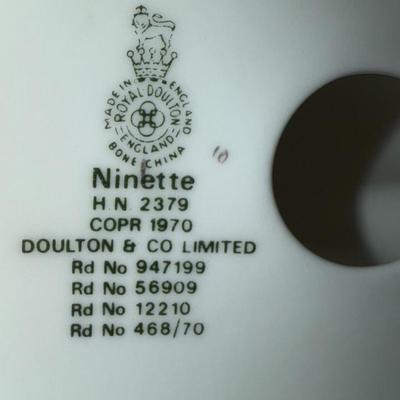 MADE IN ENGLAND
ROYAL DOULTON
ENGLAND
BONE CHINA
Ninette
H.N. 2379
COPR 1970
DOULTON & CO LIMITED
Rd No 947199
Rd No 56909
Rd No 12210
Rd No 468/70